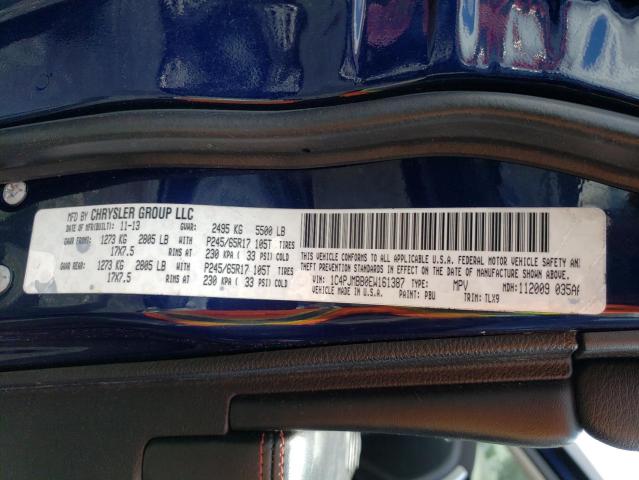 MFD BY CHRYSLER GROUP LLC
DATE OF MFR(BUILT): 11-13 GVWR: 2495 KG 5500 LB
GAWR FRONT: 1273 KG 2805 LB WITH P245/65R17 105T TIRES
17X7.5 RIMS AT 230 KPA ( 33 PSI) COLD
GAWR REAR: 1273 KG 2805 LB WITH P245/65R17 105T TIRES
17X7.5 RIMS AT 230 KPA ( 33 PSI) COLD
THIS VEHICLE CONFORMS TO ALL APPLICABLE U.S.A. FEDERAL MOTOR VEHICLE SAFETY AND
THEFT PREVENTION STANDARDS IN EFFECT ON THE DATE OF MANUFACTURE SHOWN ABOVE.
VIN: 1C4PJMBB0EW161387 TYPE: MPV MDH: 112009 035A
VEHICLE MADE IN U.S.A. PAINT: PBU TRIM: TLX9